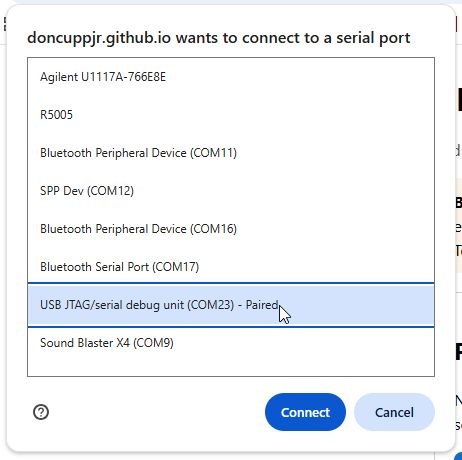 doncuppjr.github.io wants to connect to a serial port
Agilent U1117A-766E8E
R5005
Bluetooth Peripheral Device (COM11)
SPP Dev (COM12)
Bluetooth Peripheral Device (COM16)
Bluetooth Serial Port (COM17)
USB JTAG/serial debug unit (COM23) - Paired
Sound Blaster X4 (COM9)
Connect
Cancel